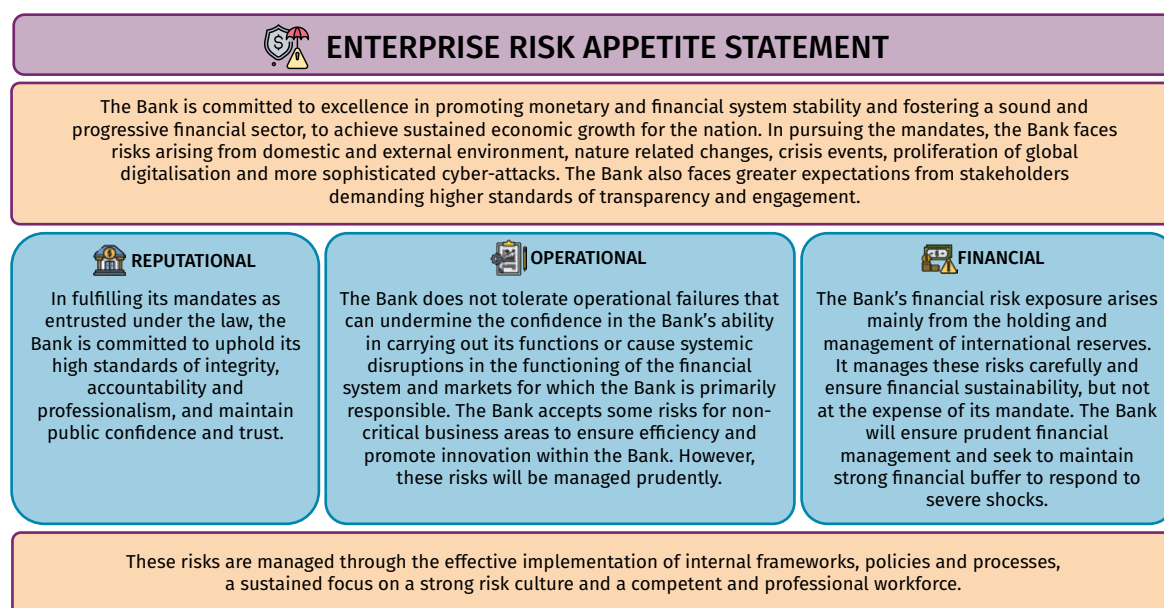 ENTERPRISE RISK APPETITE STATEMENT
The Bank is committed to excellence in promoting monetary and financial system stability and fostering a sound and
progressive financial sector, to achieve sustained economic growth for the nation. In pursuing the mandates, the Bank faces
risks arising from domestic and external environment, nature related changes, crisis events, proliferation of global
digitalisation and more sophisticated cyber-attacks. The Bank also faces greater expectations from stakeholders
demanding higher standards of transparency and engagement.
REPUTATIONAL
In fulfilling its mandates as
entrusted under the law, the
Bank is committed to uphold its
high standards of integrity,
accountability and
professionalism, and maintain
public confidence and trust.
OPERATIONAL
The Bank does not tolerate operational failures that
can undermine the confidence in the Bank's ability
in carrying out its functions or cause systemic
disruptions in the functioning of the financial
system and markets for which the Bank is primarily
responsible. The Bank accepts some risks for non-
critical business areas to ensure efficiency and
promote innovation within the Bank. However,
these risks will be managed prudently.
FINANCIAL
The Bank's financial risk exposure arises
mainly from the holding and
management of international reserves.
It manages these risks carefully and
ensure financial sustainability, but not
at the expense of its mandate. The Bank
will ensure prudent financial
management and seek to maintain
strong financial buffer to respond to
severe shocks.
These risks are managed through the effective implementation of internal frameworks, policies and processes,
a sustained focus on a strong risk culture and a competent and professional workforce.